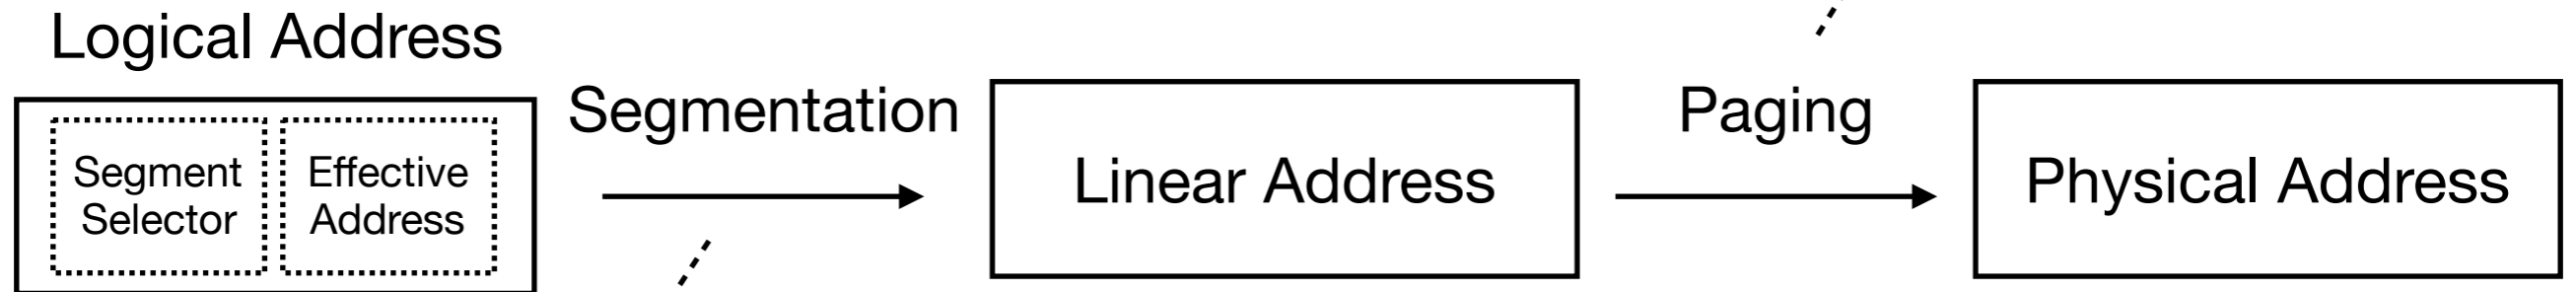 Logical Address
Segment
Selector
Effective
Address
Segmentation
Linear Address
Paging
Physical Address